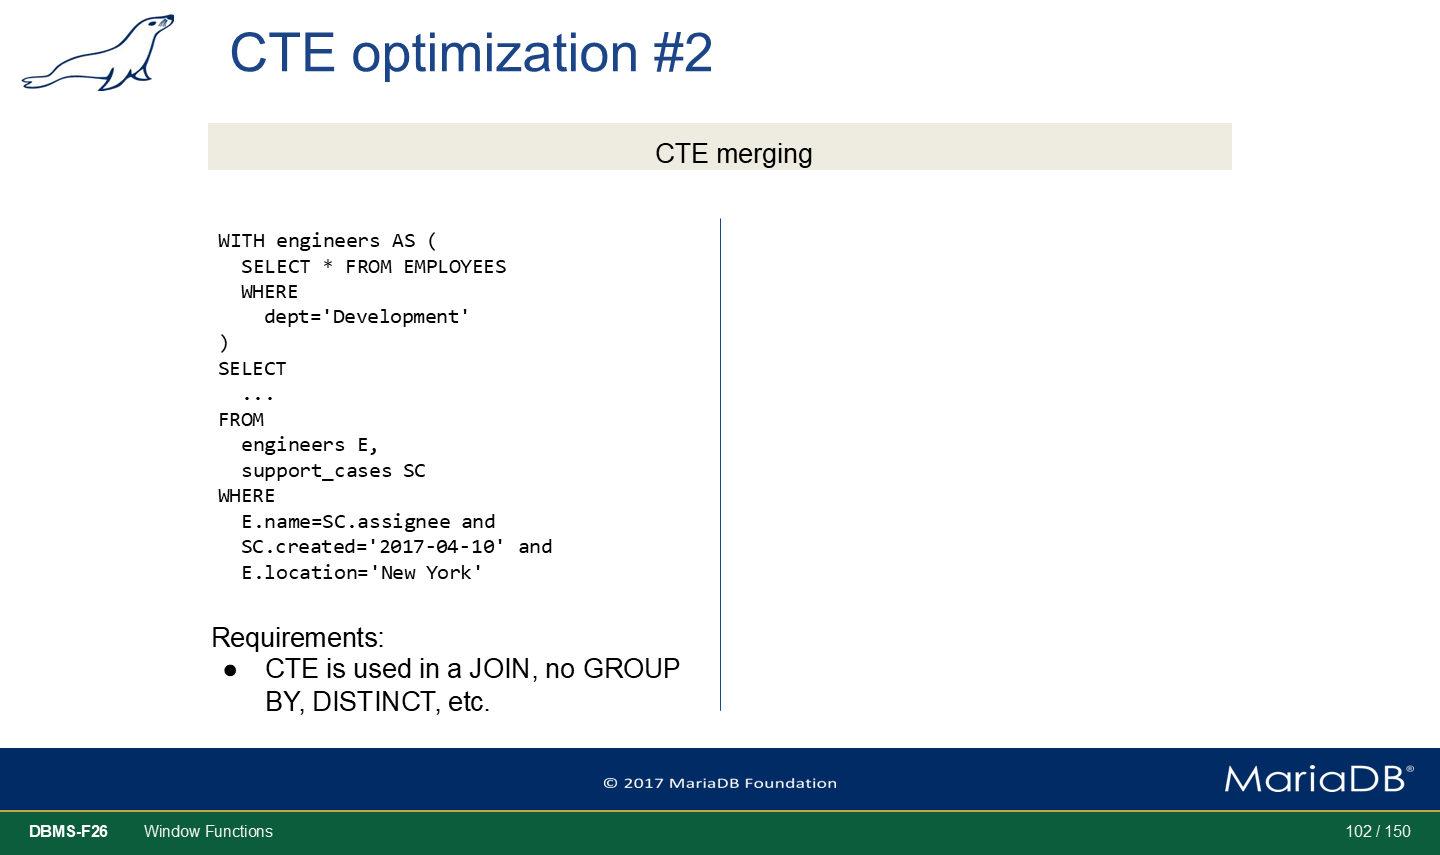 CTE optimization #2
CTE merging
WITH engineers AS (
  SELECT * FROM EMPLOYEES
  WHERE
    dept='Development'
)
SELECT
  ...
FROM
  engineers E,
  support_cases SC
WHERE
  E.name=SC.assignee and
  SC.created='2017-04-10' and
  E.location='New York'
Requirements:
● CTE is used in a JOIN, no GROUP
BY, DISTINCT, etc.
© 2017 MariaDB Foundation
MariaDB®
DBMS-F26 Window Functions 102 / 150